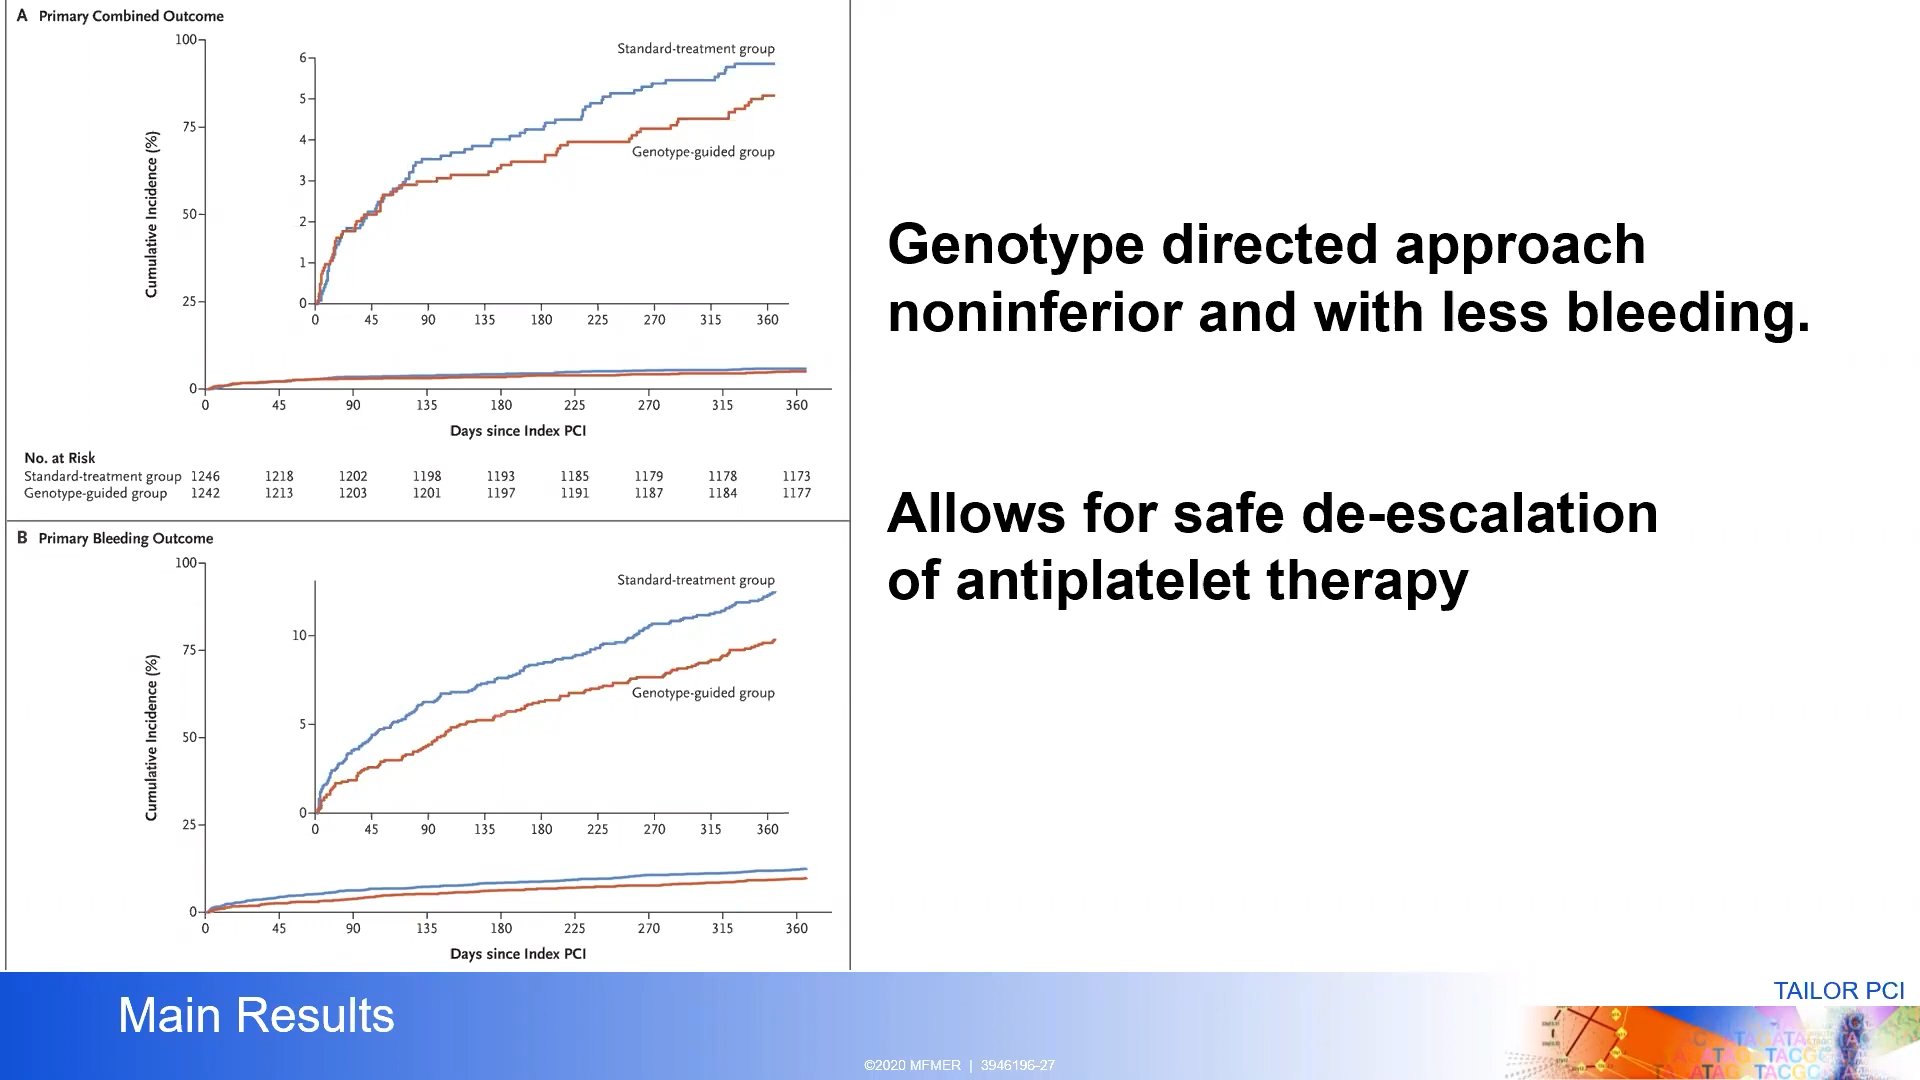 A Primary Combined Outcome
Cumulative Incidence (%)
100
75
50
25
0
6
5
4
3
2
1
0
Standard-treatment group
Genotype-guided group
0 45 90 135 180 225 270 315 360
0 45 90 135 180 225 270 315 360
Days since Index PCI
No. at Risk
Standard-treatment group 1246 1218 1202 1198 1193 1185 1179 1178 1173
Genotype-guided group 1242 1213 1203 1201 1197 1191 1187 1184 1177
B Primary Bleeding Outcome
Cumulative Incidence (%)
100
75
50
25
0
10
5
0
Standard-treatment group
Genotype-guided group
0 45 90 135 180 225 270 315 360
0 45 90 135 180 225 270 315 360
Days since Index PCI
Genotype directed approach
noninferior and with less bleeding.
Allows for safe de-escalation
of antiplatelet therapy
Main Results
TAILOR PCI
©2020 MFMER | 3946196-27